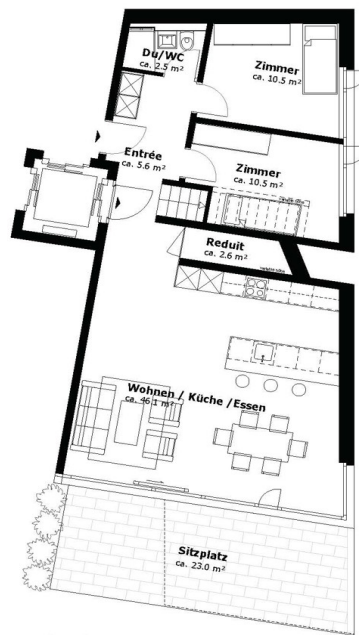 Du/WC
ca. 2.5 m²
Zimmer
ca. 10.5 m²
Entrée
ca. 5.6 m²
Zimmer
ca. 10.5 m²
Reduit
ca. 2.6 m²
Wohnen / Küche /Essen
ca. 46.1 m²
Sitzplatz
ca. 23.0 m²